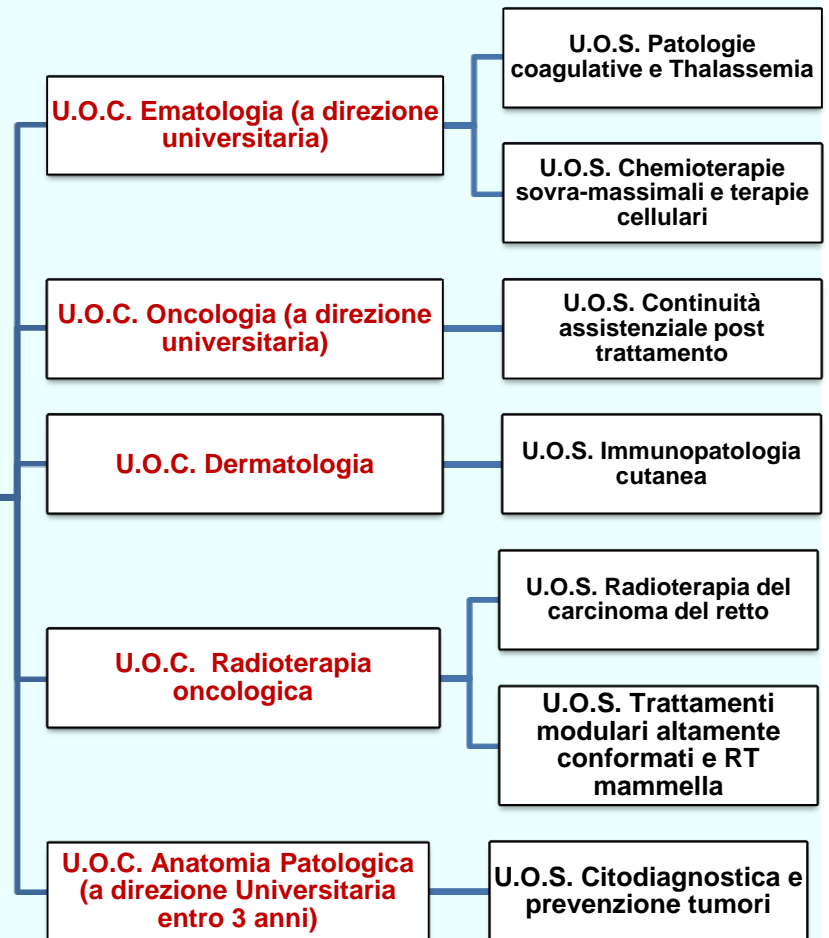 U.O.C. Ematologia (a direzione
universitaria)
U.O.S. Patologie
coagulative e Thalassemia
U.O.S. Chemioterapie
sovra-massimali e terapie
cellulari
U.O.C. Oncologia (a direzione
universitaria)
U.O.S. Continuità
assistenziale post
trattamento
U.O.C. Dermatologia
U.O.S. Immunopatologia
cutanea
U.O.C. Radioterapia
oncologica
U.O.S. Radioterapia del
carcinoma del retto
U.O.S. Trattamenti
modulari altamente
conformati e RT
mammella
U.O.C. Anatomia Patologica
(a direzione Universitaria
entro 3 anni)
U.O.S. Citodiagnostica e
prevenzione tumori